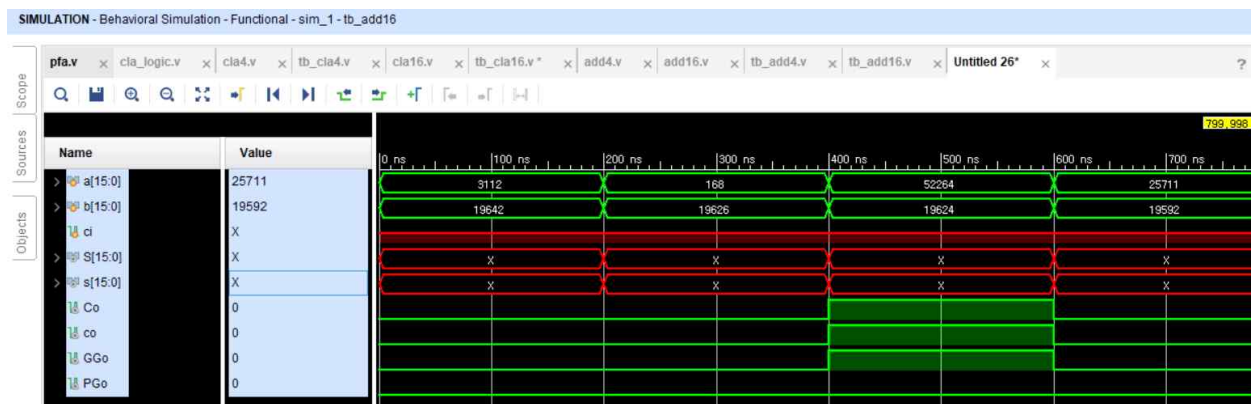 SIMULATION - Behavioral Simulation - Functional - sim_1 - tb_add16
pfa.v × cla_logic.v × cla4.v × tb_cla4.v × cla16.v × tb_cla16.v * × add4.v × add16.v × tb_add4.v × tb_add16.v × Untitled 26* × ?
Scope
Sources
Objects
799,998
Name Value 0 ns 100 ns 200 ns 300 ns 400 ns 500 ns 600 ns 700 ns
a[15:0] 25711 3112 168 52264 25711
b[15:0] 19592 19642 19626 19624 19592
ci X
S[15:0] X X X X X
s[15:0] X X X X X
Co 0
co 0
GGo 0
PGo 0